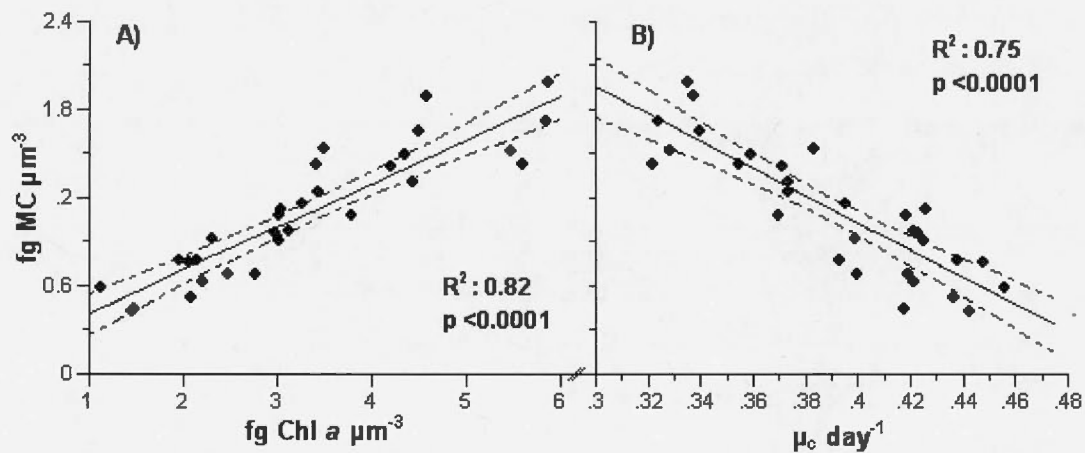 2.4
1.8
.2
0.6
0
fg MC µm-3
A)
R2 : 0.82
p <0.0001
1 2 3 4 5 6
fg Chl a µm-3
B)
R2 : 0.75
p <0.0001
.3 .32 .34 .36 .38 .4 .42 .44 .46 .48
µc day-1